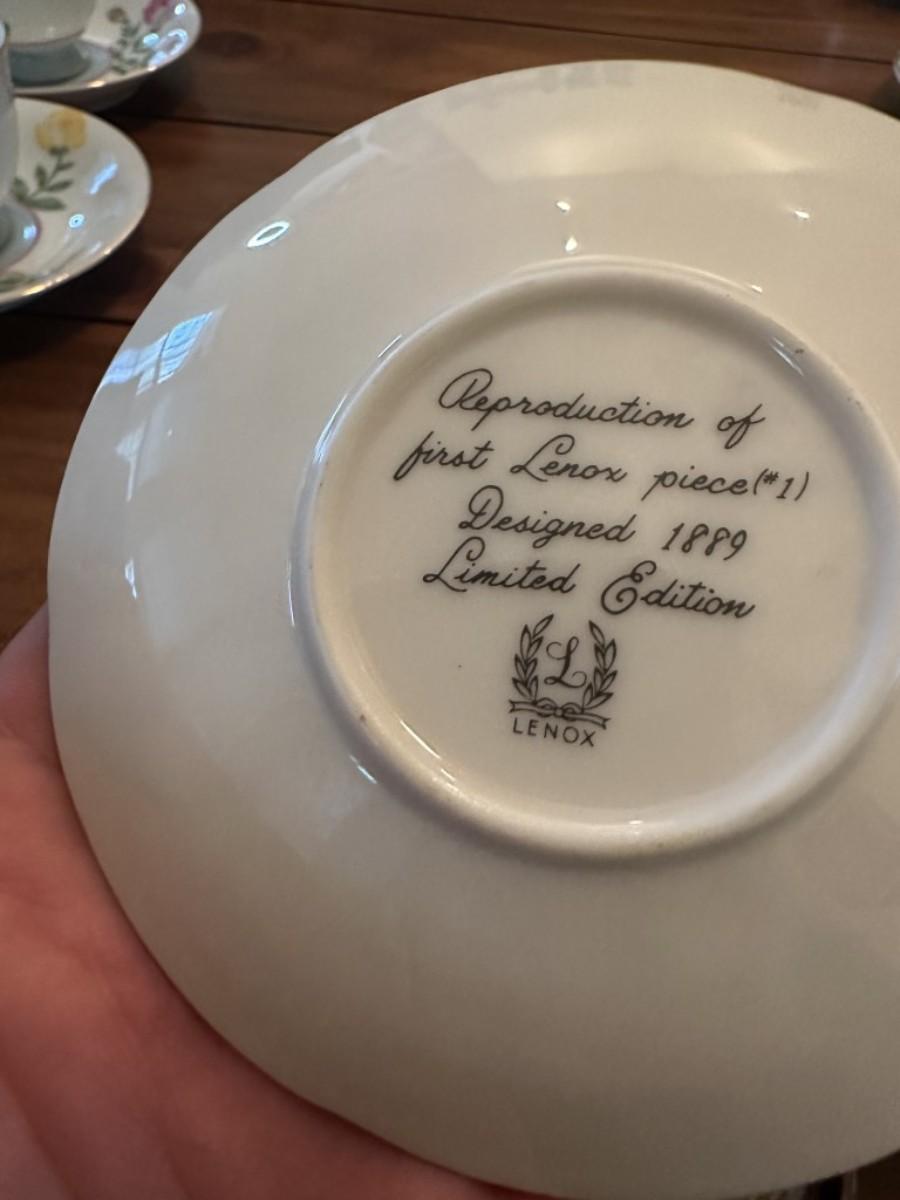 Reproduction of
first Lenox piece(#1)
Designed 1889
Limited Edition
L
LENOX